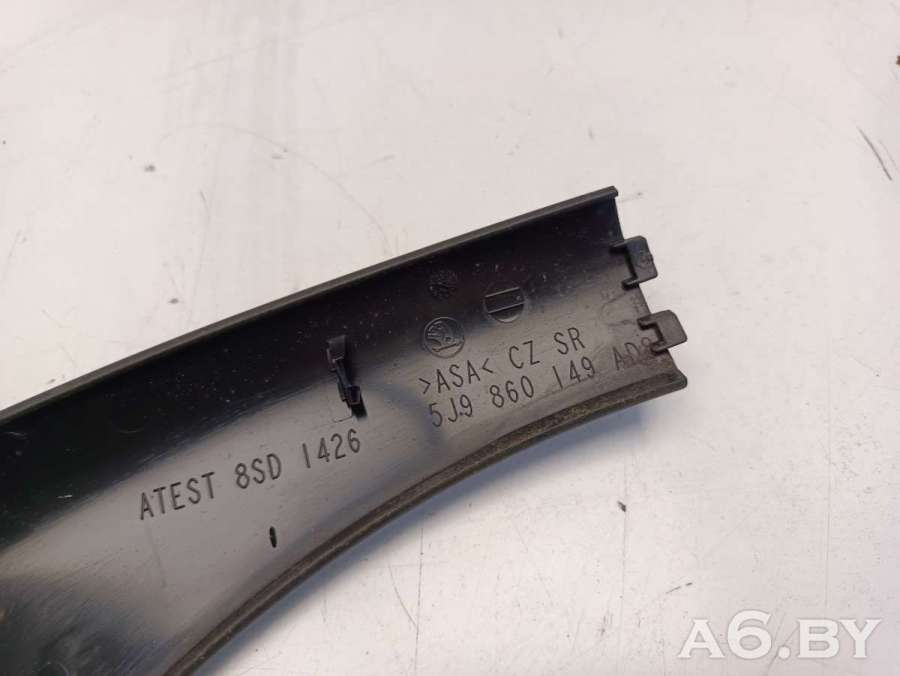 >ASA< CZ SR
5J9 860 149
ATEST 8SD 1426
A6.BY